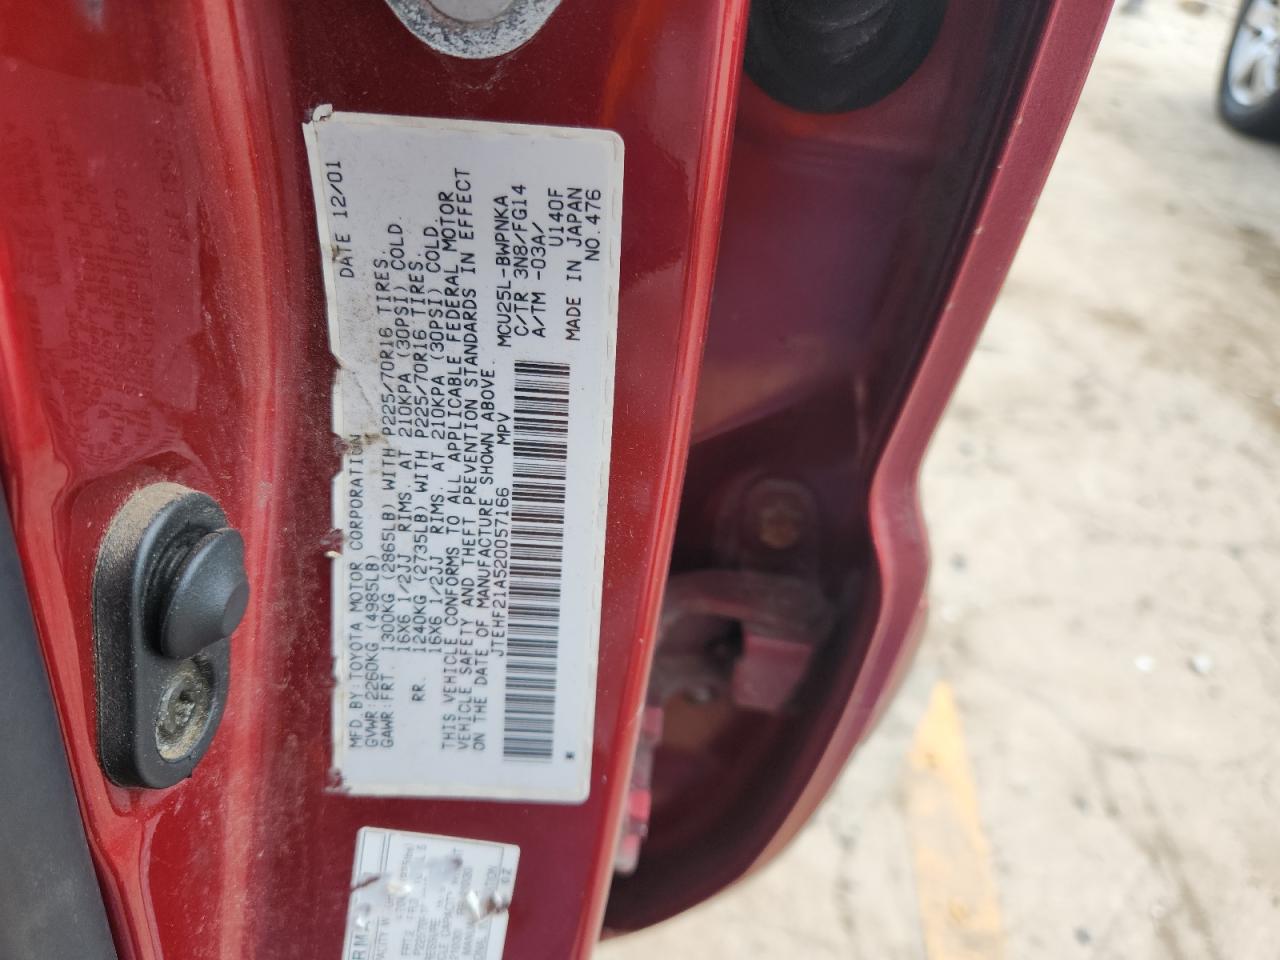 DATE 12/01
MFD. BY: TOYOTA MOTOR CORPORATION
GVWR: 2260KG (4985LB)
GAWR: FRT. 1300KG (2865LB) WITH P225/70R16 TIRES.
16X6 1/2JJ RIMS. AT 210KPA (30PSI) COLD.
RR. 1240KG (2735LB) WITH P225/70R16 TIRES.
16X6 1/2JJ RIMS. AT 210KPA (30PSI) COLD.
THIS VEHICLE CONFORMS TO ALL APPLICABLE FEDERAL MOTOR
VEHICLE SAFETY AND THEFT PREVENTION STANDARDS IN EFFECT
ON THE DATE OF MANUFACTURE SHOWN ABOVE.
JTEHF21A520057166 MPV
MCU25L-BWPNKA
C/TR 3N8/FG14
A/TM -03A/ U140F
MADE IN JAPAN
NO. 476